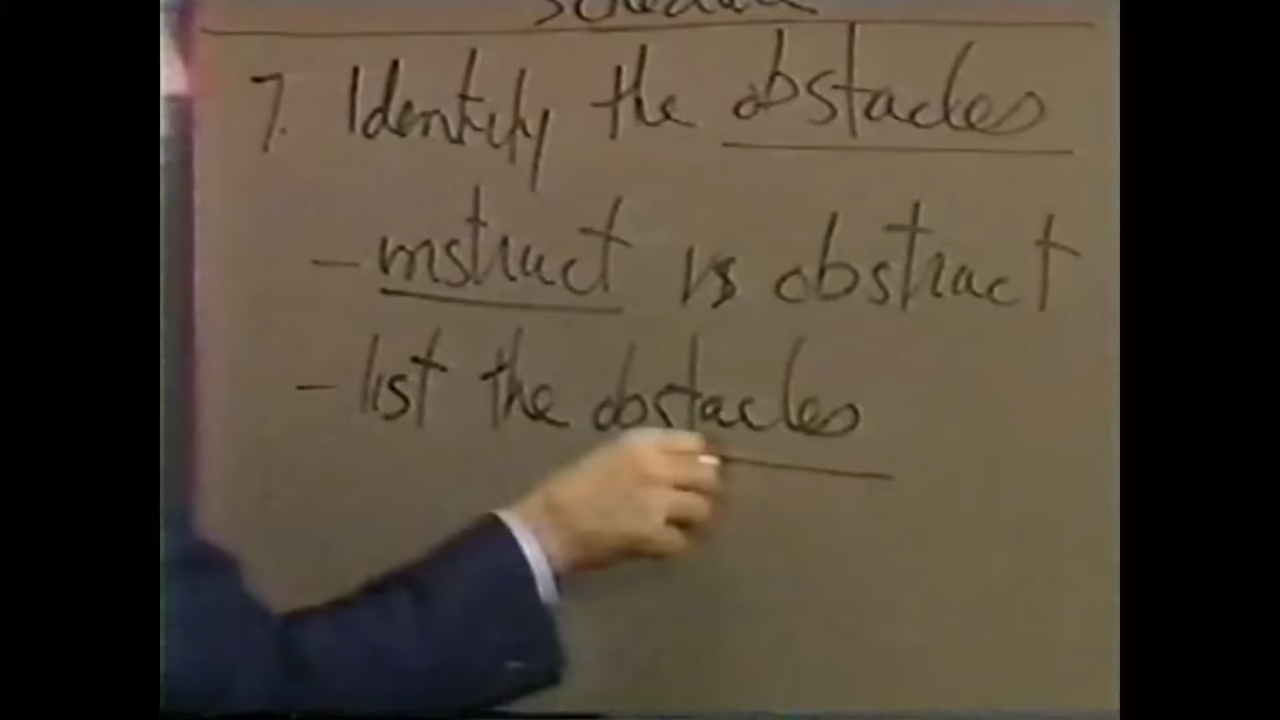 7. Identify the obstacles
- instruct vs obstruct
- list the obstacles